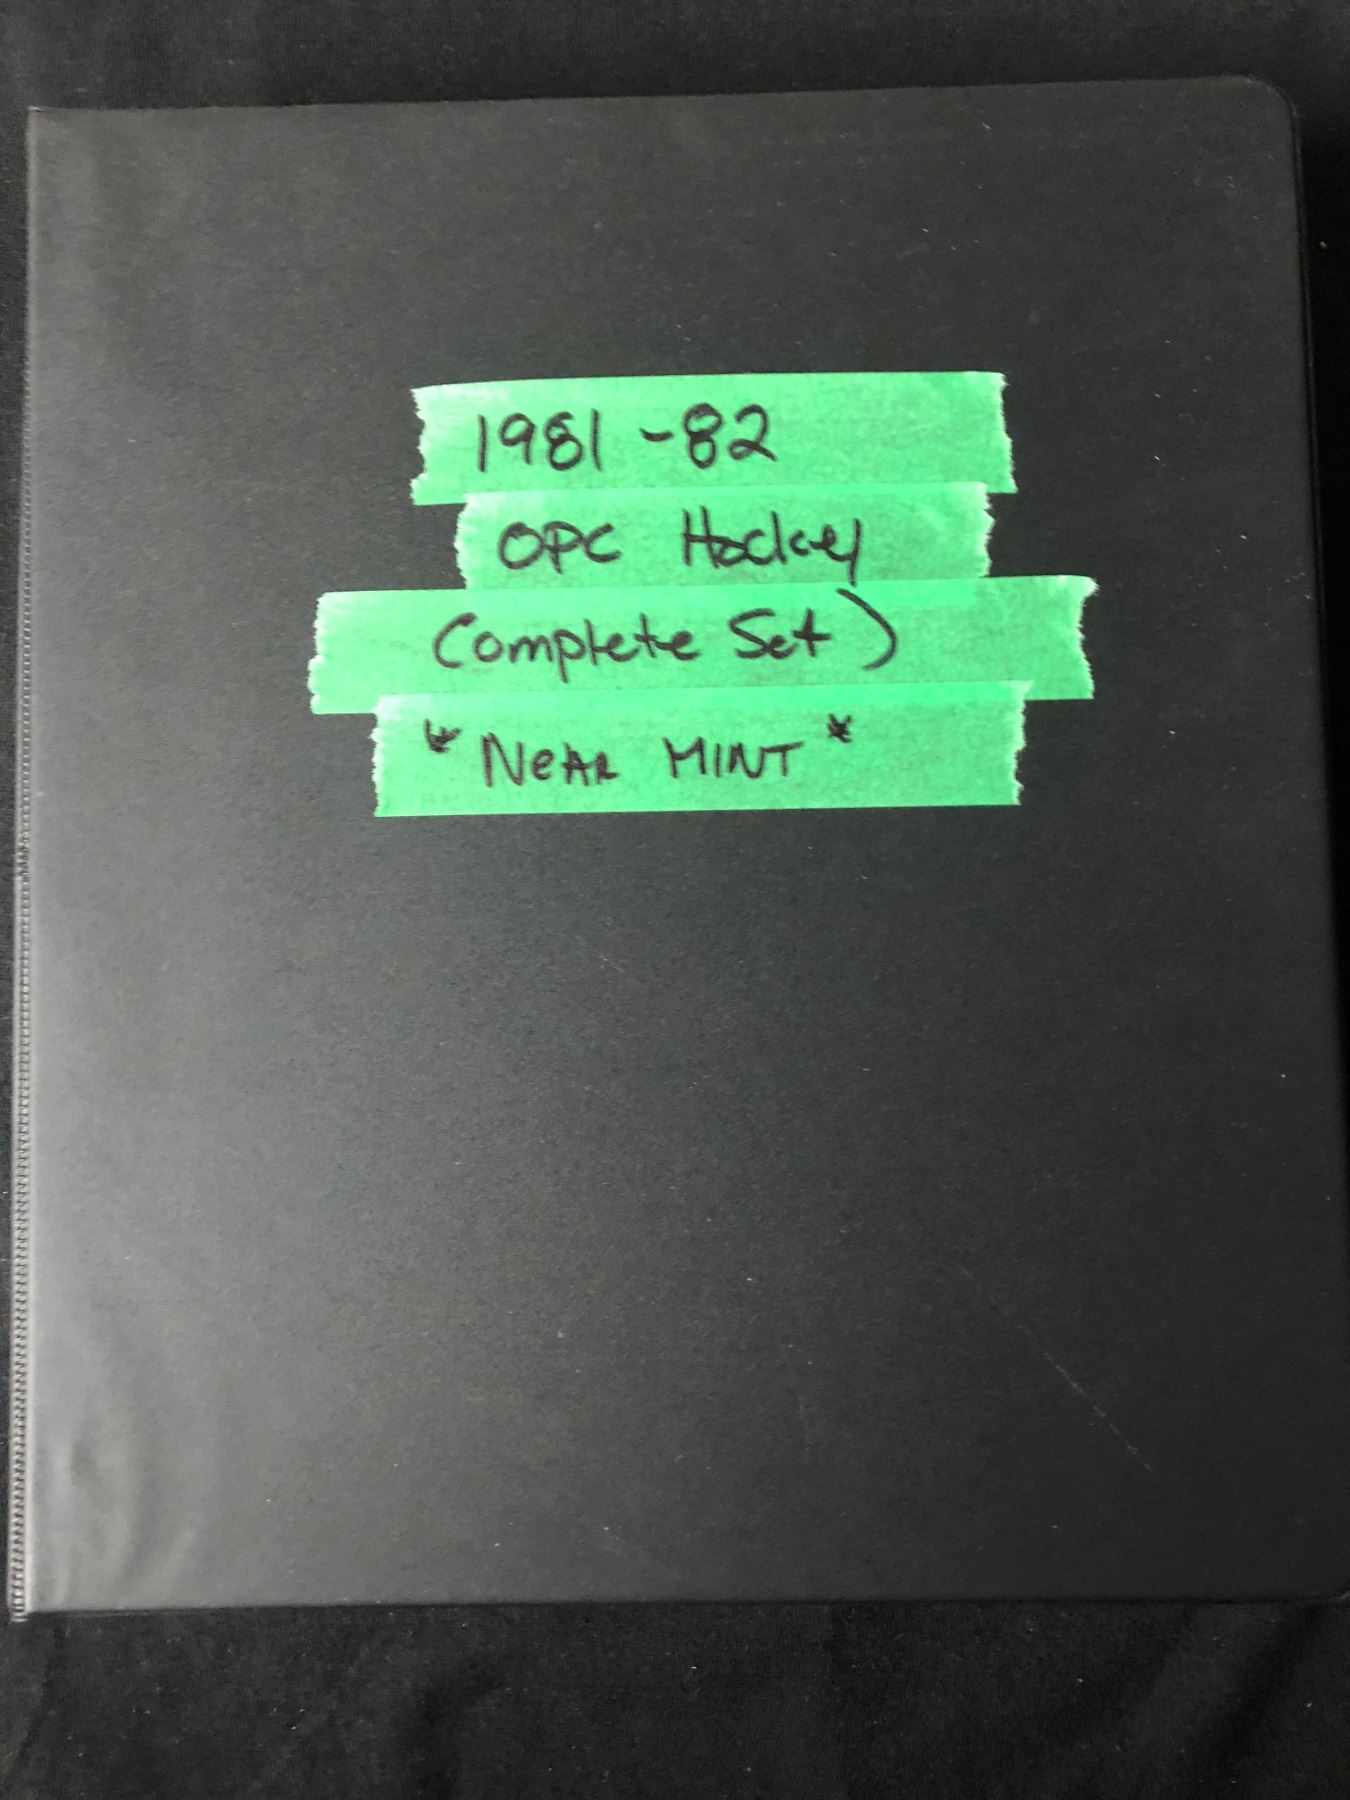 1981-82
OPC Hockey
(Complete Set)
*Near MINT*